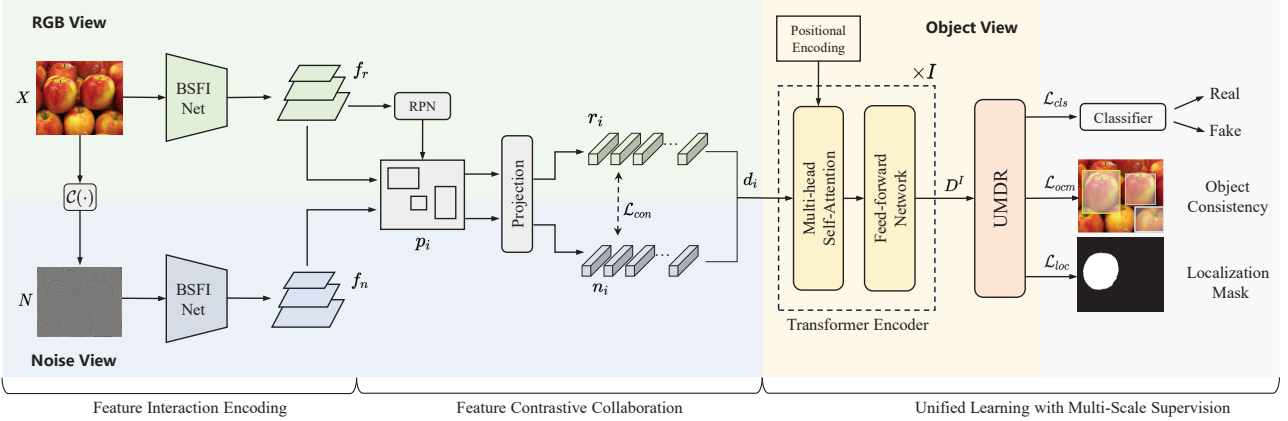 RGB View
X
BSFI
Net
f_r
RPN
r_i
...
Positional
Encoding
Object View
×I
L_cls
Classifier
Real
Fake
C(·)
p_i
Projection
L_con
d_i
Multi-head
Self-Attention
Feed-forward
Network
D^I
UMDR
L_ocm
Object
Consistency
N
BSFI
Net
f_n
n_i
...
Transformer Encoder
L_loc
Localization
Mask
Noise View
Feature Interaction Encoding
Feature Contrastive Collaboration
Unified Learning with Multi-Scale Supervision